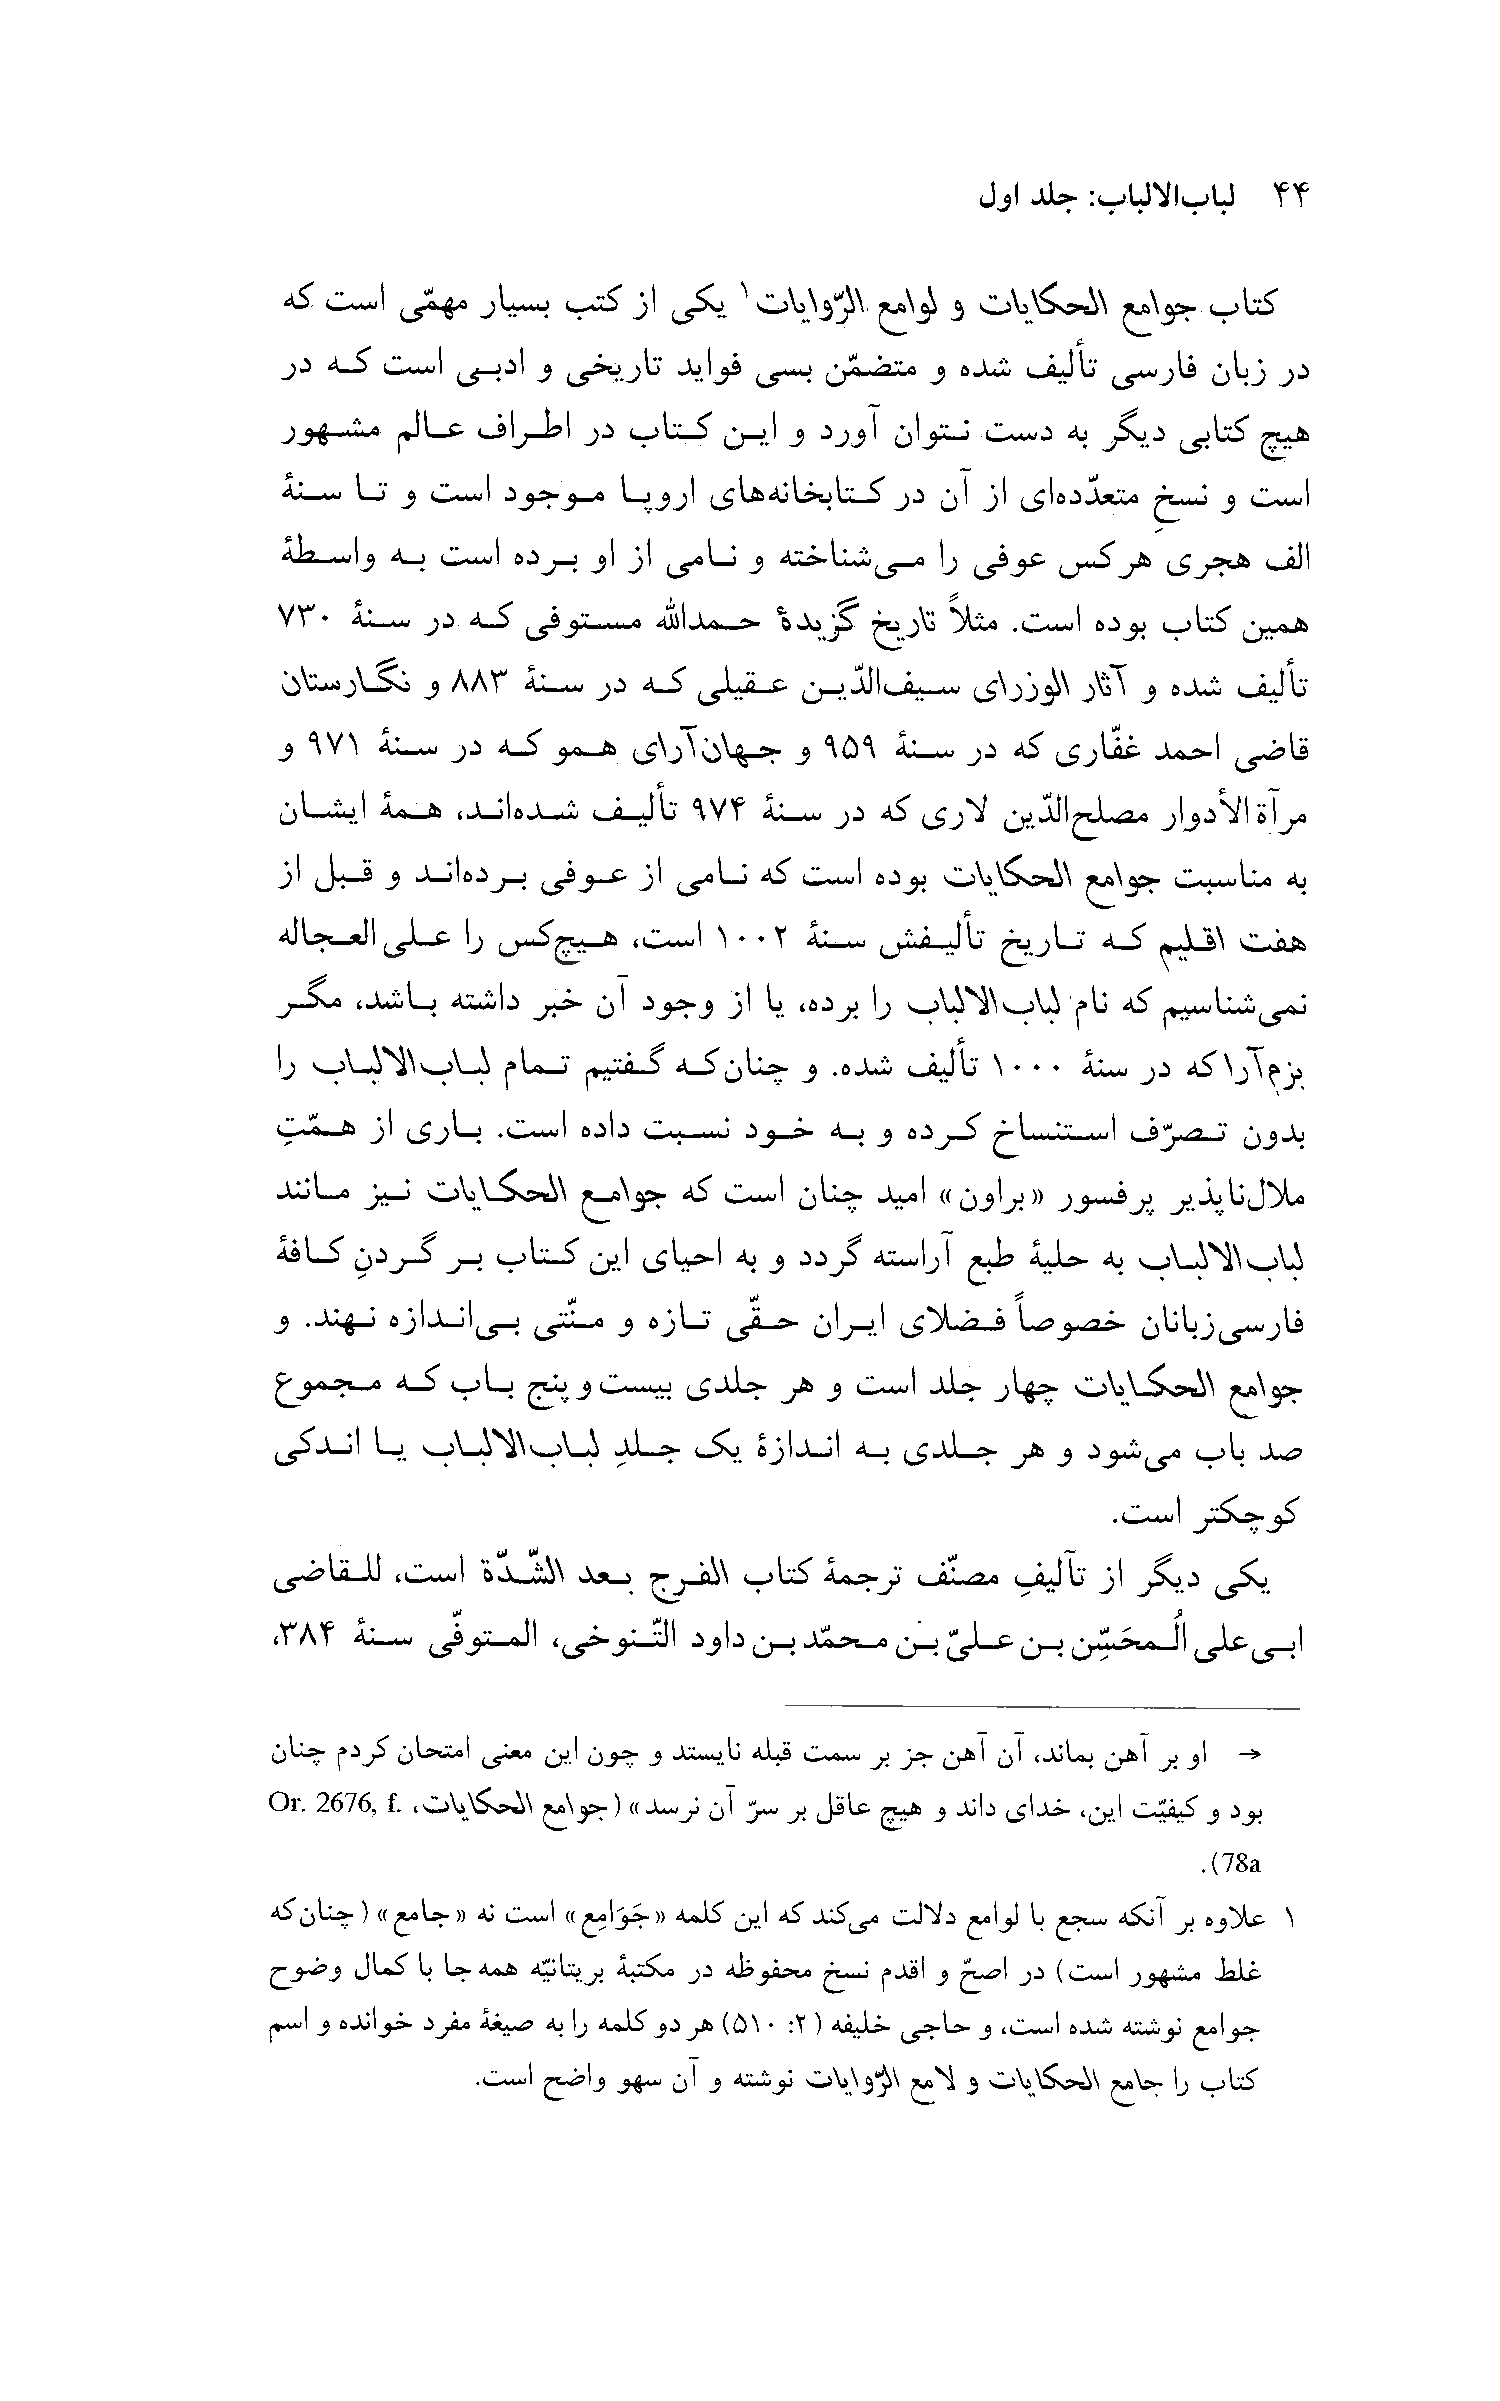 ۴۴ لباب‌الالباب: جلد اول
کتاب جوامع الحکایات و لوامع الرّوایات۱ یکی از کتب بسیار مهمّی است که
در زبان فارسی تألیف شده و متضمّن بسی فواید تاریخی و ادبی است که در
هیچ کتابی دیگر به دست نتوان آورد و این کتاب در اطراف عالم مشهور
است و نسخِ متعدّده‌ای از آن در کتابخانه‌های اروپا موجود است و تا سنهٔ
الف هجری هرکس عوفی را می‌شناخته و نامی از او برده است به واسطهٔ
همین کتاب بوده است. مثلاً تاریخ گزیدهٔ حمدالله مستوفی که در سنهٔ ۷۳۰
تألیف شده و آثار الوزرای سیف‌الدّین عقیلی که در سنهٔ ۸۸۳ و نگارستان
قاضی احمد غفّاری که در سنهٔ ۹۵۹ و جهان‌آرای همو که در سنهٔ ۹۷۱ و
مرآة‌الأدوار مصلح‌الدّین لاری که در سنهٔ ۹۷۴ تألیف شده‌اند، همهٔ ایشان
به مناسبت جوامع الحکایات بوده است که نامی از عوفی برده‌اند و قبل از
هفت اقلیم که تاریخ تألیفش سنهٔ ۱۰۰۲ است، هیچ‌کس را علی‌العجاله
نمی‌شناسیم که نام لباب‌الالباب را برده، یا از وجود آن خبر داشته باشد، مگر
بزم‌آرا که در سنهٔ ۱۰۰۰ تألیف شده. و چنان‌که گفتیم تمام لباب‌الالباب را
بدون تصرّف استنساخ کرده و به خود نسبت داده است. باری از همّتِ
ملال‌ناپذیر پرفسور «براون» امید چنان است که جوامع الحکایات نیز مانند
لباب‌الالباب به حلیهٔ طبع آراسته گردد و به احیای این کتاب بر گردنِ کافهٔ
فارسی‌زبانان خصوصاً فضلای ایران حقّی تازه و منّتی بی‌اندازه نهند. و
جوامع الحکایات چهار جلد است و هر جلدی بیست‌وپنج باب که مجموع
صد باب می‌شود و هر جلدی به اندازهٔ یک جلدِ لباب‌الالباب یا اندکی
کوچکتر است.
یکی دیگر از تآلیفِ مصنّف ترجمهٔ کتاب الفرج بعد الشّدّة است، للقاضی
ابی‌علی المُحَسِّن بن علیّ بن محمّد بن داود التّنوخی، المتوفّی سنهٔ ۳۸۴،
→ او بر آهن بماند، آن آهن جز بر سمت قبله نایستد و چون این معنی امتحان کردم چنان
بود و کیفیّت این، خدای داند و هیچ عاقل بر سرّ آن نرسد» (جوامع الحکایات، Or. 2676, f.
78a).
۱ علاوه بر آنکه سجع با لوامع دلالت می‌کند که این کلمه «جَوَامِع» است نه «جامع» (چنان‌که
غلط مشهور است) در اصحّ و اقدم نسخ محفوظه در مکتبهٔ بریتانیّه همه جا با کمال وضوح
جوامع نوشته شده است، و حاجی خلیفه (۲: ۵۱۰) هر دو کلمه را به صیغهٔ مفرد خوانده و اسم
کتاب را جامع الحکایات و لامع الرّوایات نوشته و آن سهو واضح است.